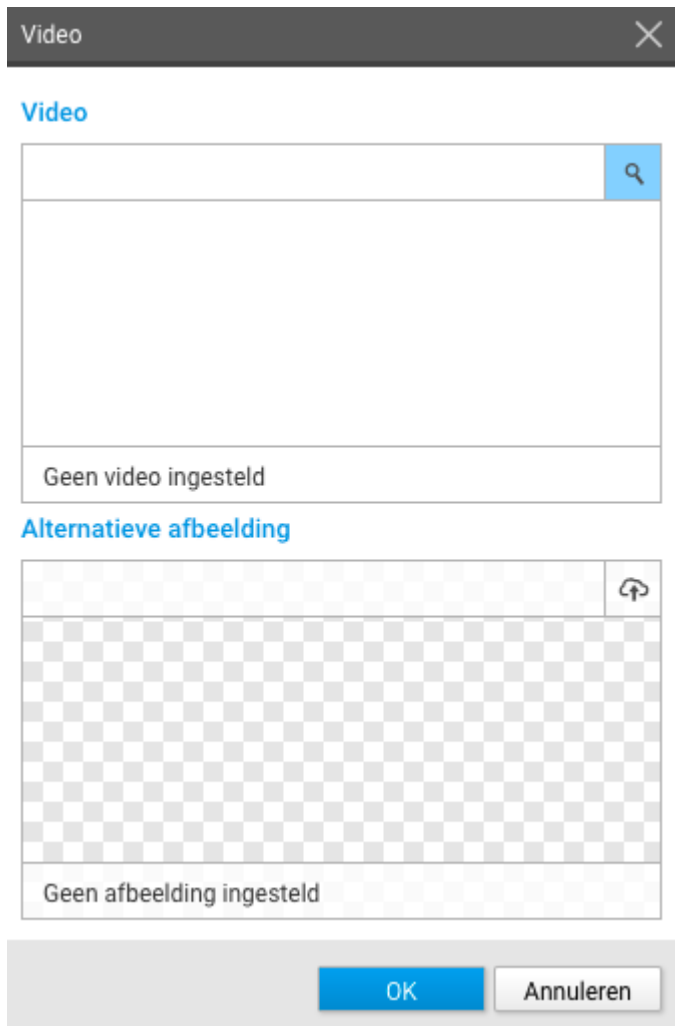 Video
Video
Geen video ingesteld
Alternatieve afbeelding
Geen afbeelding ingesteld
OK
Annuleren